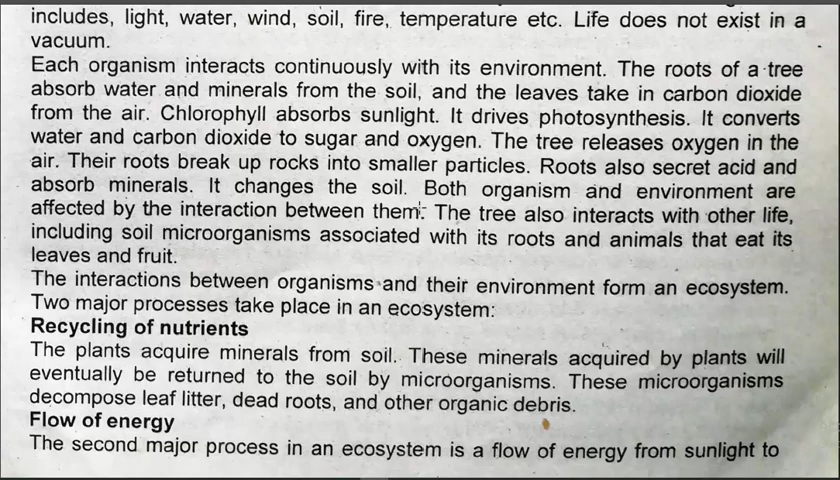 includes, light, water, wind, soil, fire, temperature etc. Life does not exist in a
vacuum.
Each organism interacts continuously with its environment. The roots of a tree
absorb water and minerals from the soil, and the leaves take in carbon dioxide
from the air. Chlorophyll absorbs sunlight. It drives photosynthesis. It converts
water and carbon dioxide to sugar and oxygen. The tree releases oxygen in the
air. Their roots break up rocks into smaller particles. Roots also secret acid and
absorb minerals. It changes the soil. Both organism and environment are
affected by the interaction between them. The tree also interacts with other life,
including soil microorganisms associated with its roots and animals that eat its
leaves and fruit.
The interactions between organisms and their environment form an ecosystem.
Two major processes take place in an ecosystem:
Recycling of nutrients
The plants acquire minerals from soil. These minerals acquired by plants will
eventually be returned to the soil by microorganisms. These microorganisms
decompose leaf litter, dead roots, and other organic debris.
Flow of energy
The second major process in an ecosystem is a flow of energy from sunlight to